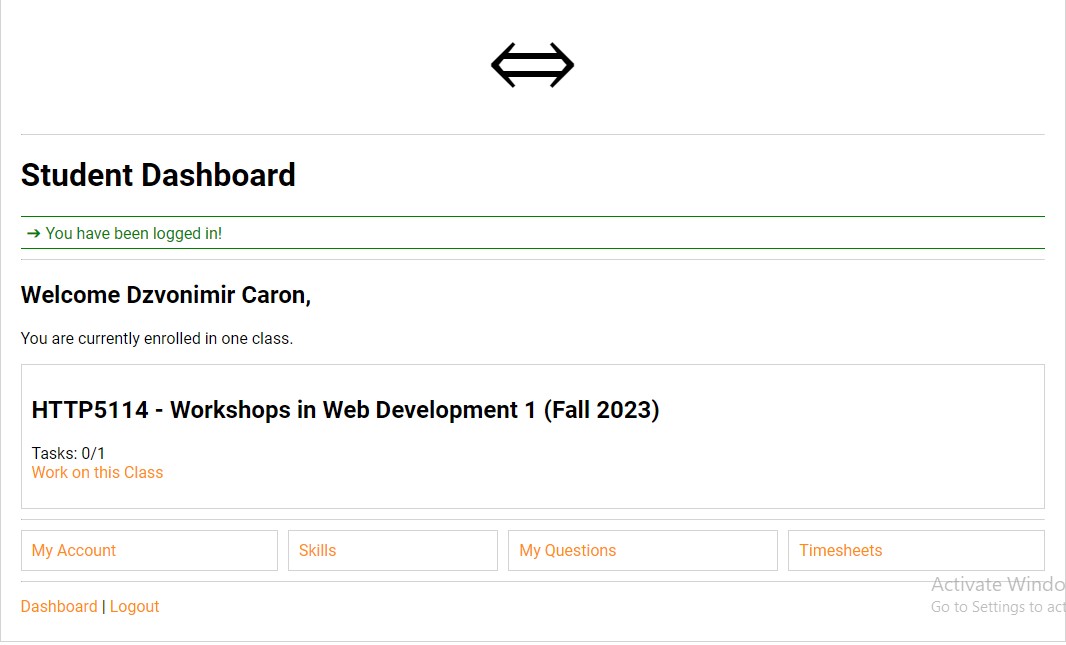 Student Dashboard
➔ You have been logged in!
Welcome Dzvonimir Caron,
You are currently enrolled in one class.
HTTP5114 - Workshops in Web Development 1 (Fall 2023)
Tasks: 0/1
Work on this Class
My Account
Skills
My Questions
Timesheets
Activate Windo
Go to Settings to act
Dashboard | Logout